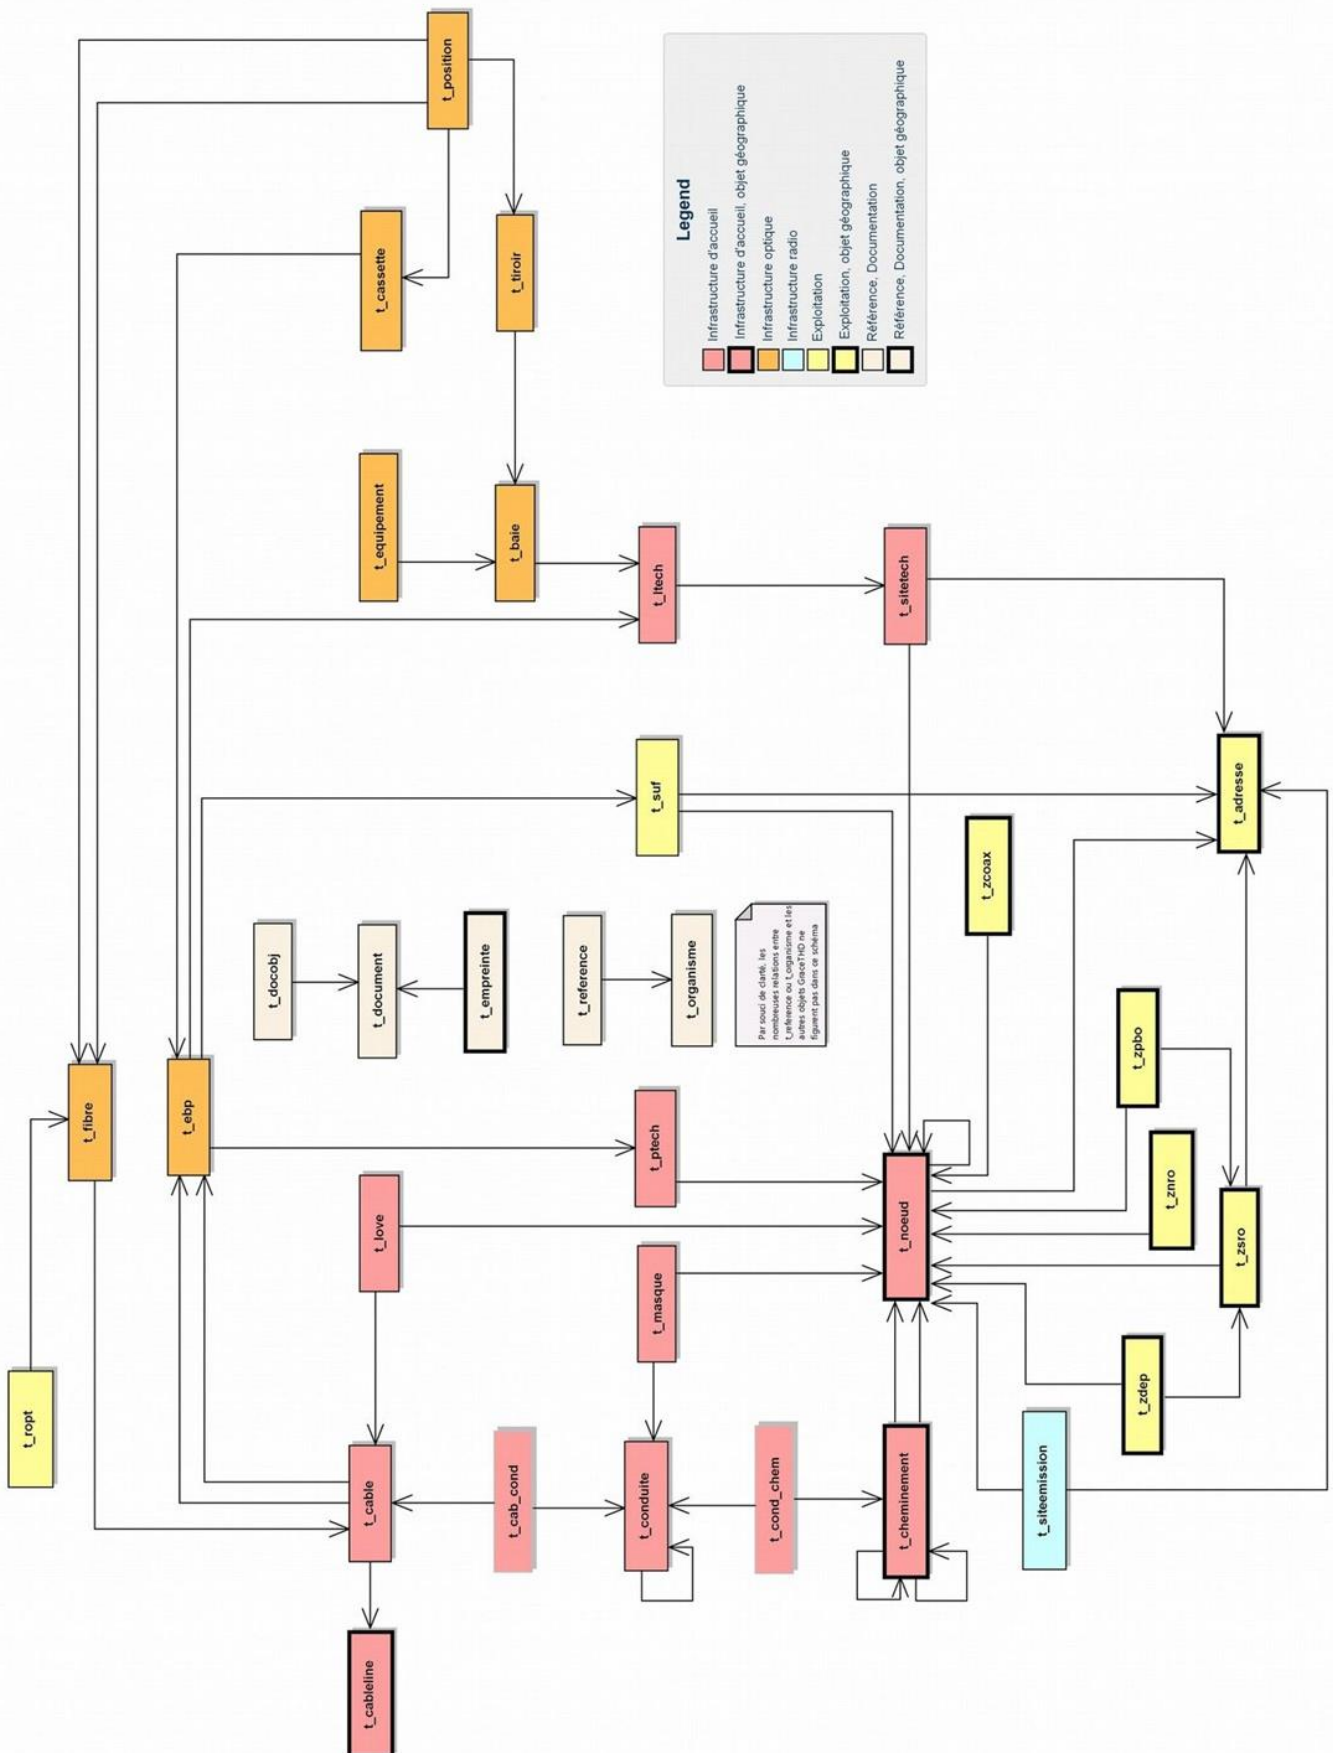 t_cableline
t_cable
t_ropt
t_fibre
t_ebp
t_love
t_cab_cond
t_conduite
t_masque
t_ptech
t_cond_chem
t_cheminement
t_noeud
t_siteemission
t_zdep
t_zsro
t_znro
t_zpbo
t_zcoax
t_adresse
t_docobj
t_document
t_empreinte
t_reference
t_organisme
Par souci de clarté, les
nombreuses relations entre
t_reference ou t_organisme et les
autres objets GraceTHD ne
figurent pas dans ce schéma
t_suf
t_ltech
t_sitetech
t_equipement
t_baie
t_cassette
t_tiroir
t_position
Legend
Infrastructure d'accueil
Infrastructure d'accueil, objet géographique
Infrastructure optique
Infrastructure radio
Exploitation
Exploitation, objet géographique
Référence, Documentation
Référence, Documentation, objet géographique